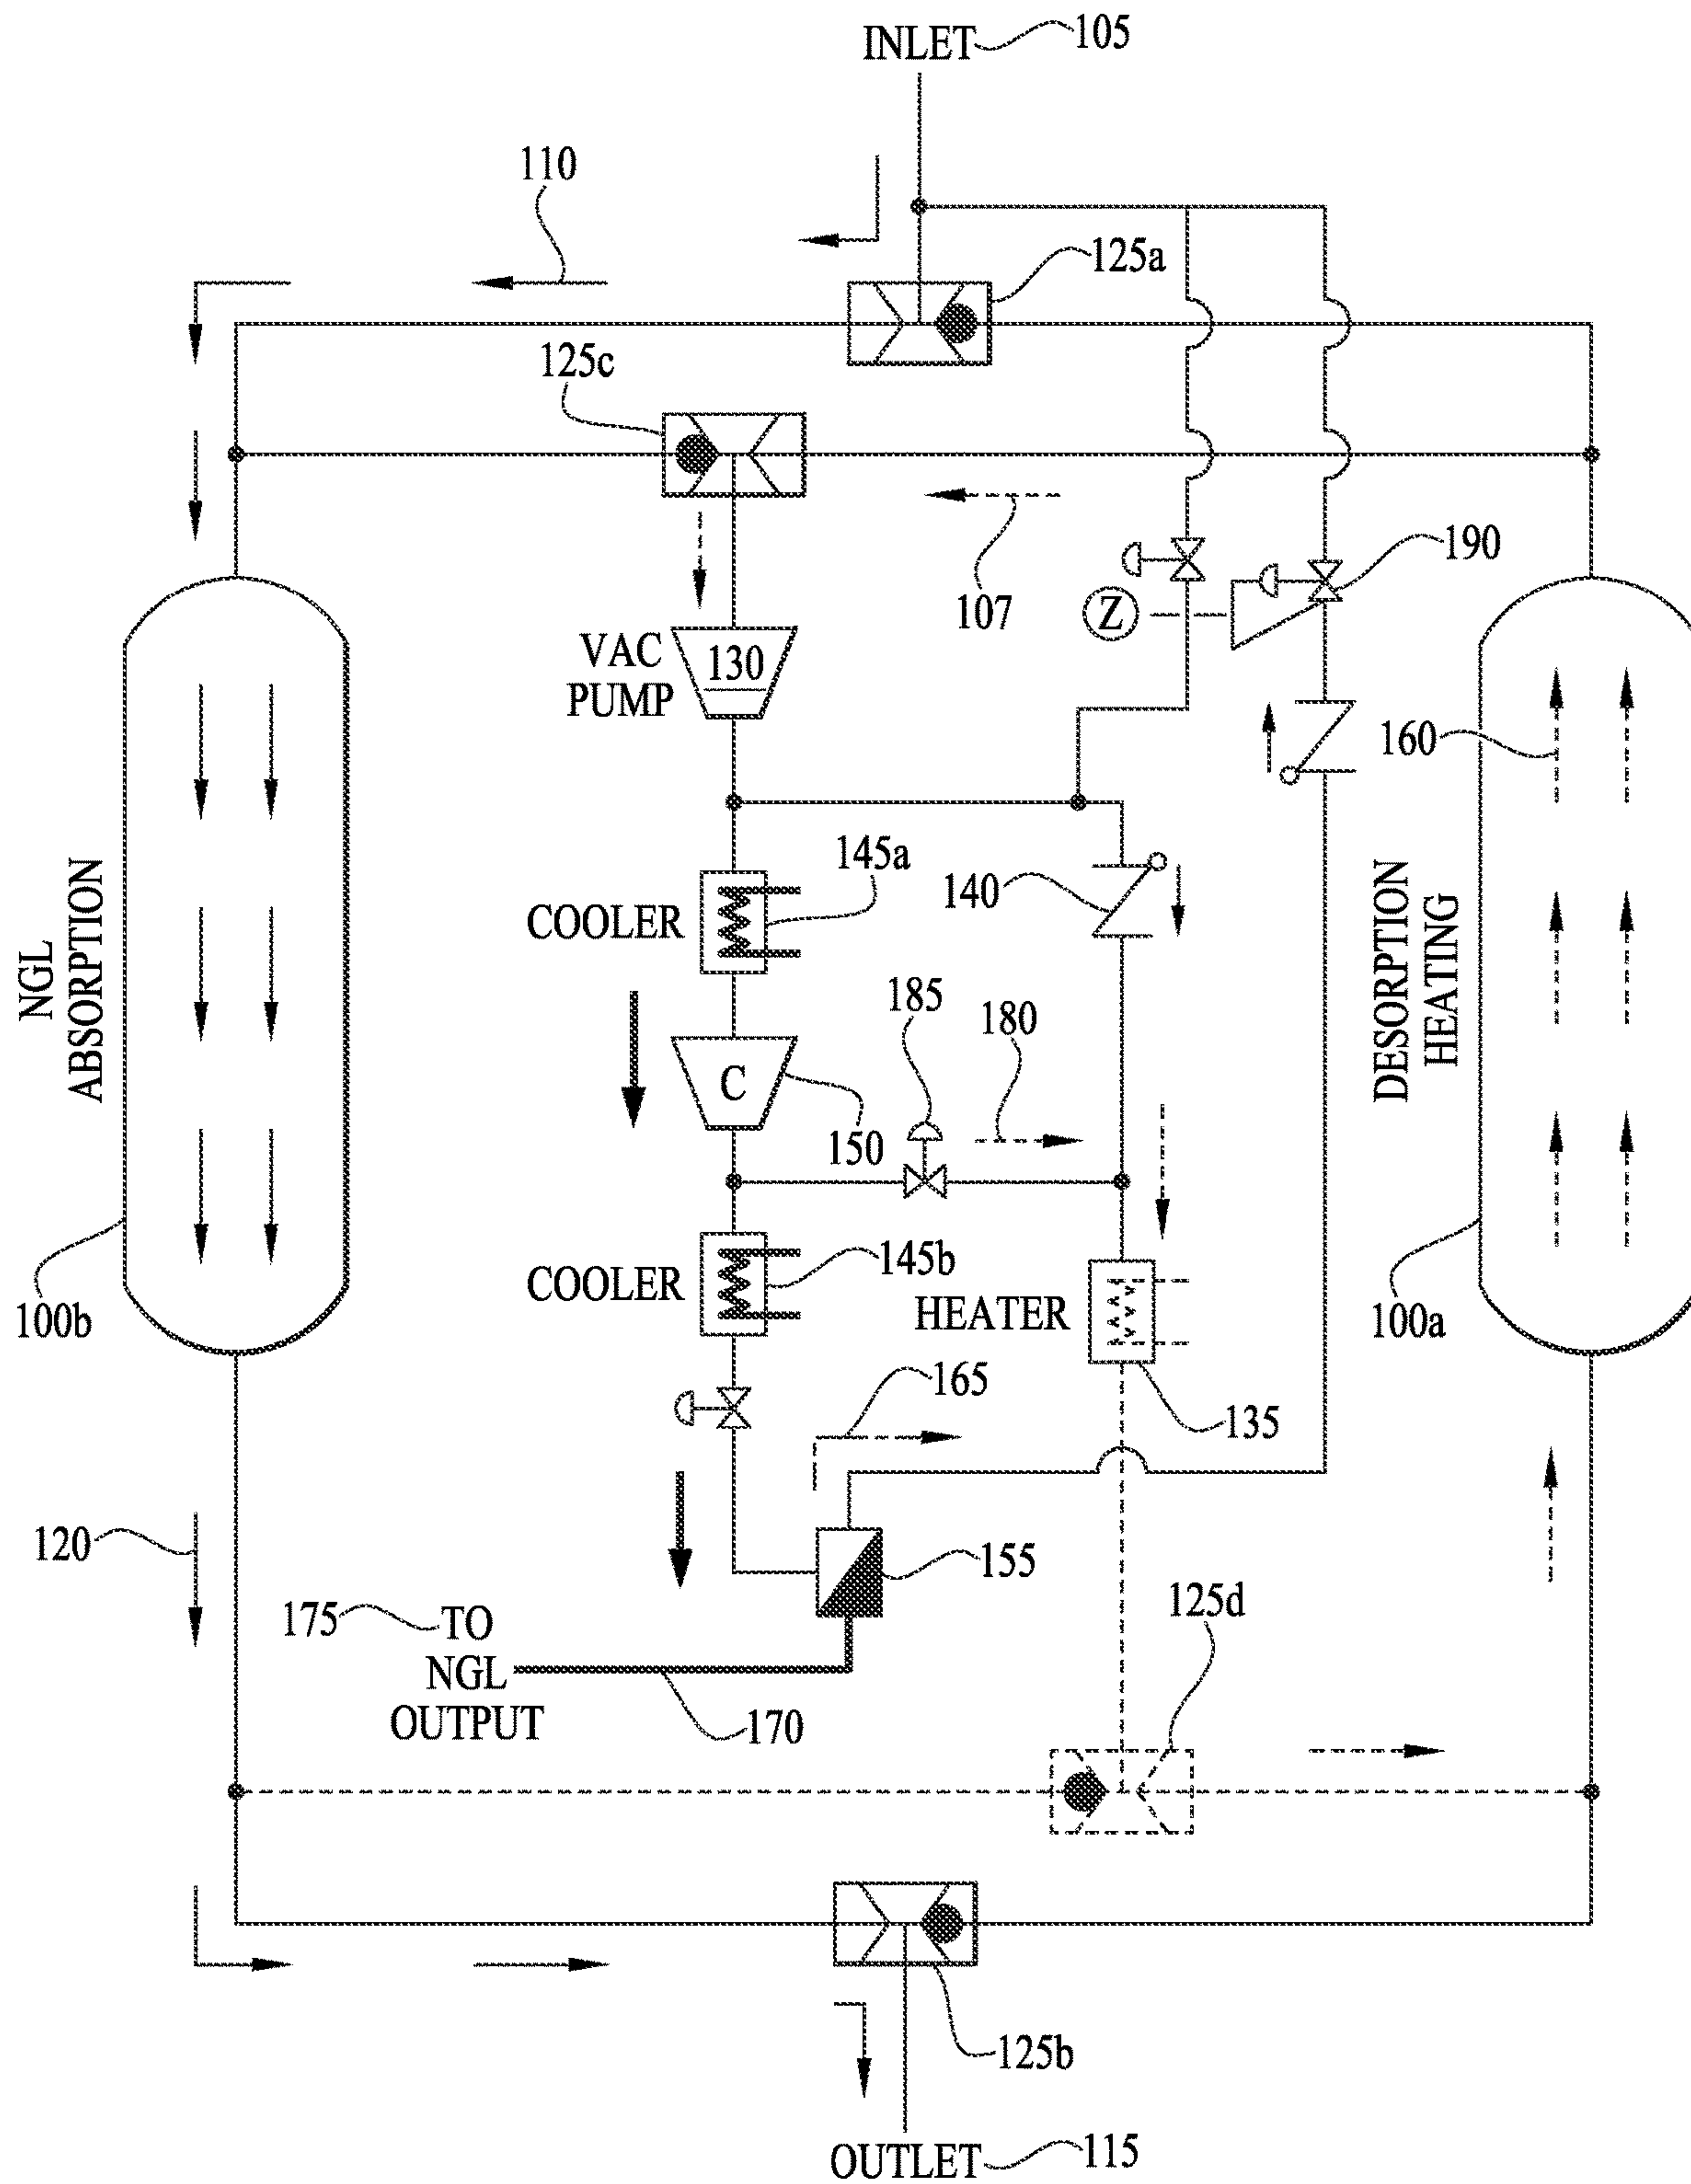 INLET 105
110
125a
125c
190
107
Z
VAC
PUMP
130
160
145a
COOLER
140
NGL
ABSORPTION
DESORPTION
HEATING
185
180
C
150
145b
COOLER
HEATER
100b
100a
165
135
120
155
125d
175 TO
NGL
OUTPUT
170
125b
OUTLET 115